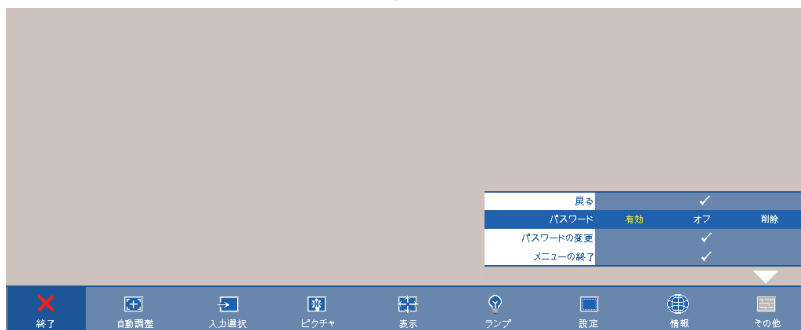 戻る
パスワード 有効 オフ 削除
パスワードの変更
メニューの終了
終了 自動調整 入力選択 ピクチャ 表示 ランプ 設定 情報 その他